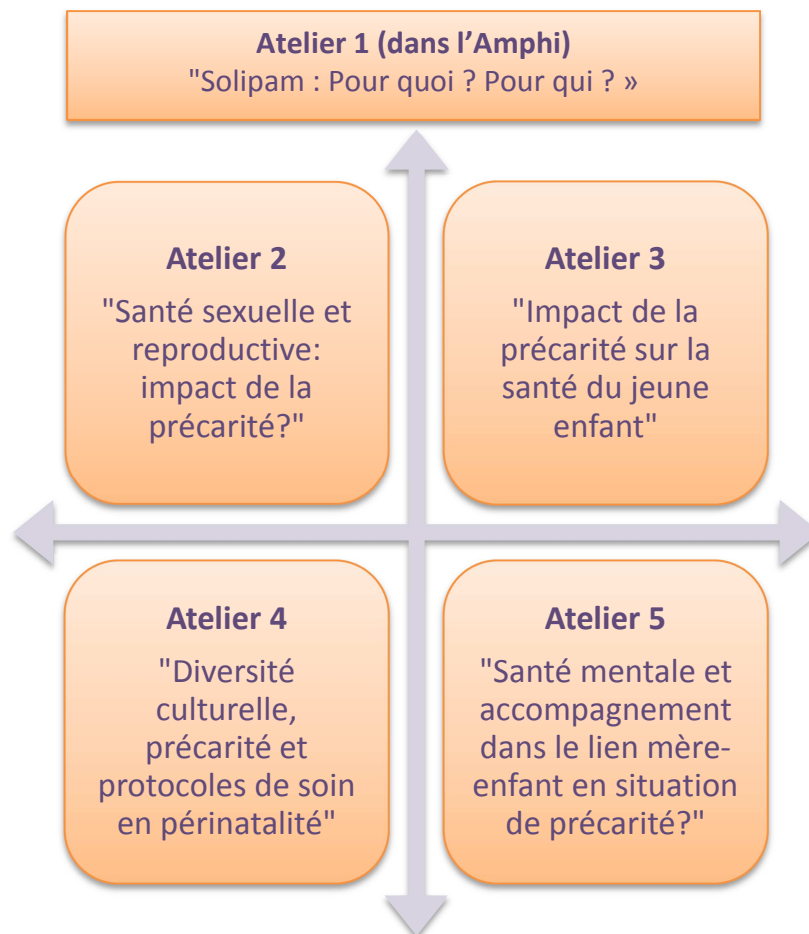 Atelier 1 (dans l’Amphi)
"Solipam : Pour quoi ? Pour qui ? »
Atelier 2
"Santé sexuelle et
reproductive:
impact de la
précarité?"
Atelier 3
"Impact de la
précarité sur la
santé du jeune
enfant"
Atelier 4
"Diversité
culturelle,
précarité et
protocoles de soin
en périnatalité"
Atelier 5
"Santé mentale et
accompagnement
dans le lien mère-
enfant en situation
de précarité?"